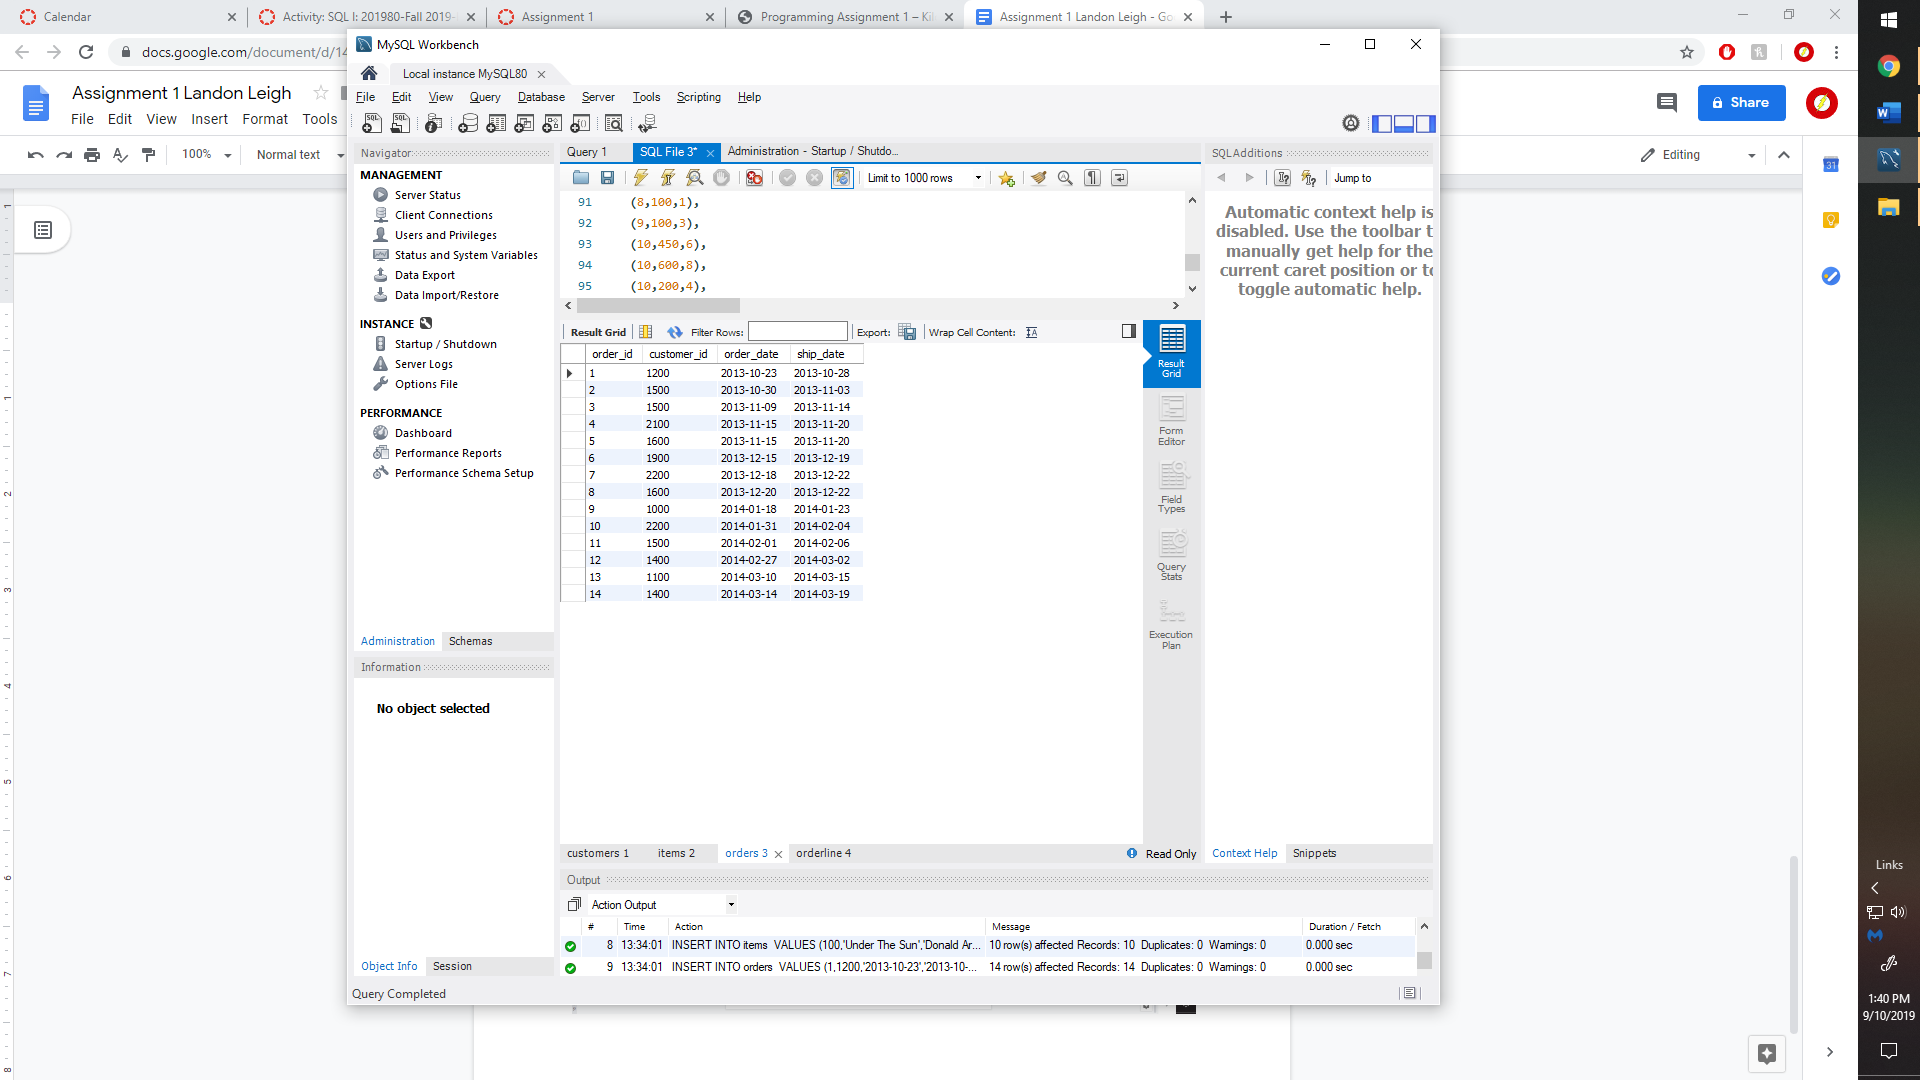 Calendar
Activity: SQL I: 201980-Fall 2019-
Assignment 1
Programming Assignment 1 – Ki
Assignment 1 Landon Leigh - Go
docs.google.com/document/d/14
Assignment 1 Landon Leigh
File Edit View Insert Format Tools
Share
100% Normal text
Editing
MySQL Workbench
Local instance MySQL80
File Edit View Query Database Server Tools Scripting Help
Navigator
MANAGEMENT
Server Status
Client Connections
Users and Privileges
Status and System Variables
Data Export
Data Import/Restore
INSTANCE
Startup / Shutdown
Server Logs
Options File
PERFORMANCE
Dashboard
Performance Reports
Performance Schema Setup
Administration Schemas
Information
No object selected
Object Info Session
Query Completed
Query 1 SQL File 3* Administration - Startup / Shutdo...
Limit to 1000 rows
91 (8,100,1),
92 (9,100,3),
93 (10,450,6),
94 (10,600,8),
95 (10,200,4),
Result Grid Filter Rows: Export: Wrap Cell Content:
order_id customer_id order_date ship_date
1 1200 2013-10-23 2013-10-28
2 1500 2013-10-30 2013-11-03
3 1500 2013-11-09 2013-11-14
4 2100 2013-11-15 2013-11-20
5 1600 2013-11-15 2013-11-20
6 1900 2013-12-15 2013-12-19
7 2200 2013-12-18 2013-12-22
8 1600 2013-12-20 2013-12-22
9 1000 2014-01-18 2014-01-23
10 2200 2014-01-31 2014-02-04
11 1500 2014-02-01 2014-02-06
12 1400 2014-02-27 2014-03-02
13 1100 2014-03-10 2014-03-15
14 1400 2014-03-14 2014-03-19
Result
Grid
Form
Editor
Field
Types
Query
Stats
Execution
Plan
customers 1 items 2 orders 3 orderline 4
Read Only
SQLAdditions
Jump to
Automatic context help is
disabled. Use the toolbar t
manually get help for the
current caret position or to
toggle automatic help.
Context Help Snippets
Output
Action Output
# Time Action Message Duration / Fetch
8 13:34:01 INSERT INTO items VALUES (100,'Under The Sun','Donald Ar... 10 row(s) affected Records: 10 Duplicates: 0 Warnings: 0 0.000 sec
9 13:34:01 INSERT INTO orders VALUES (1,1200,'2013-10-23','2013-10-... 14 row(s) affected Records: 14 Duplicates: 0 Warnings: 0 0.000 sec
Links
1:40 PM
9/10/2019